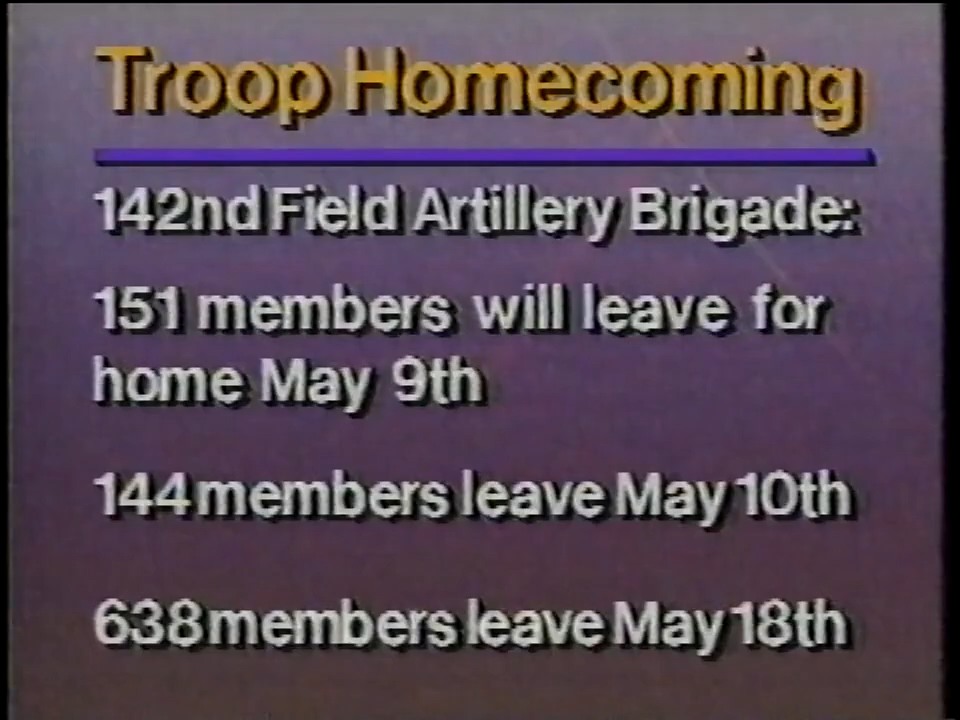 Troop Homecoming
142nd Field Artillery Brigade:
151 members will leave for
home May 9th
144 members leave May 10th
638 members leave May 18th